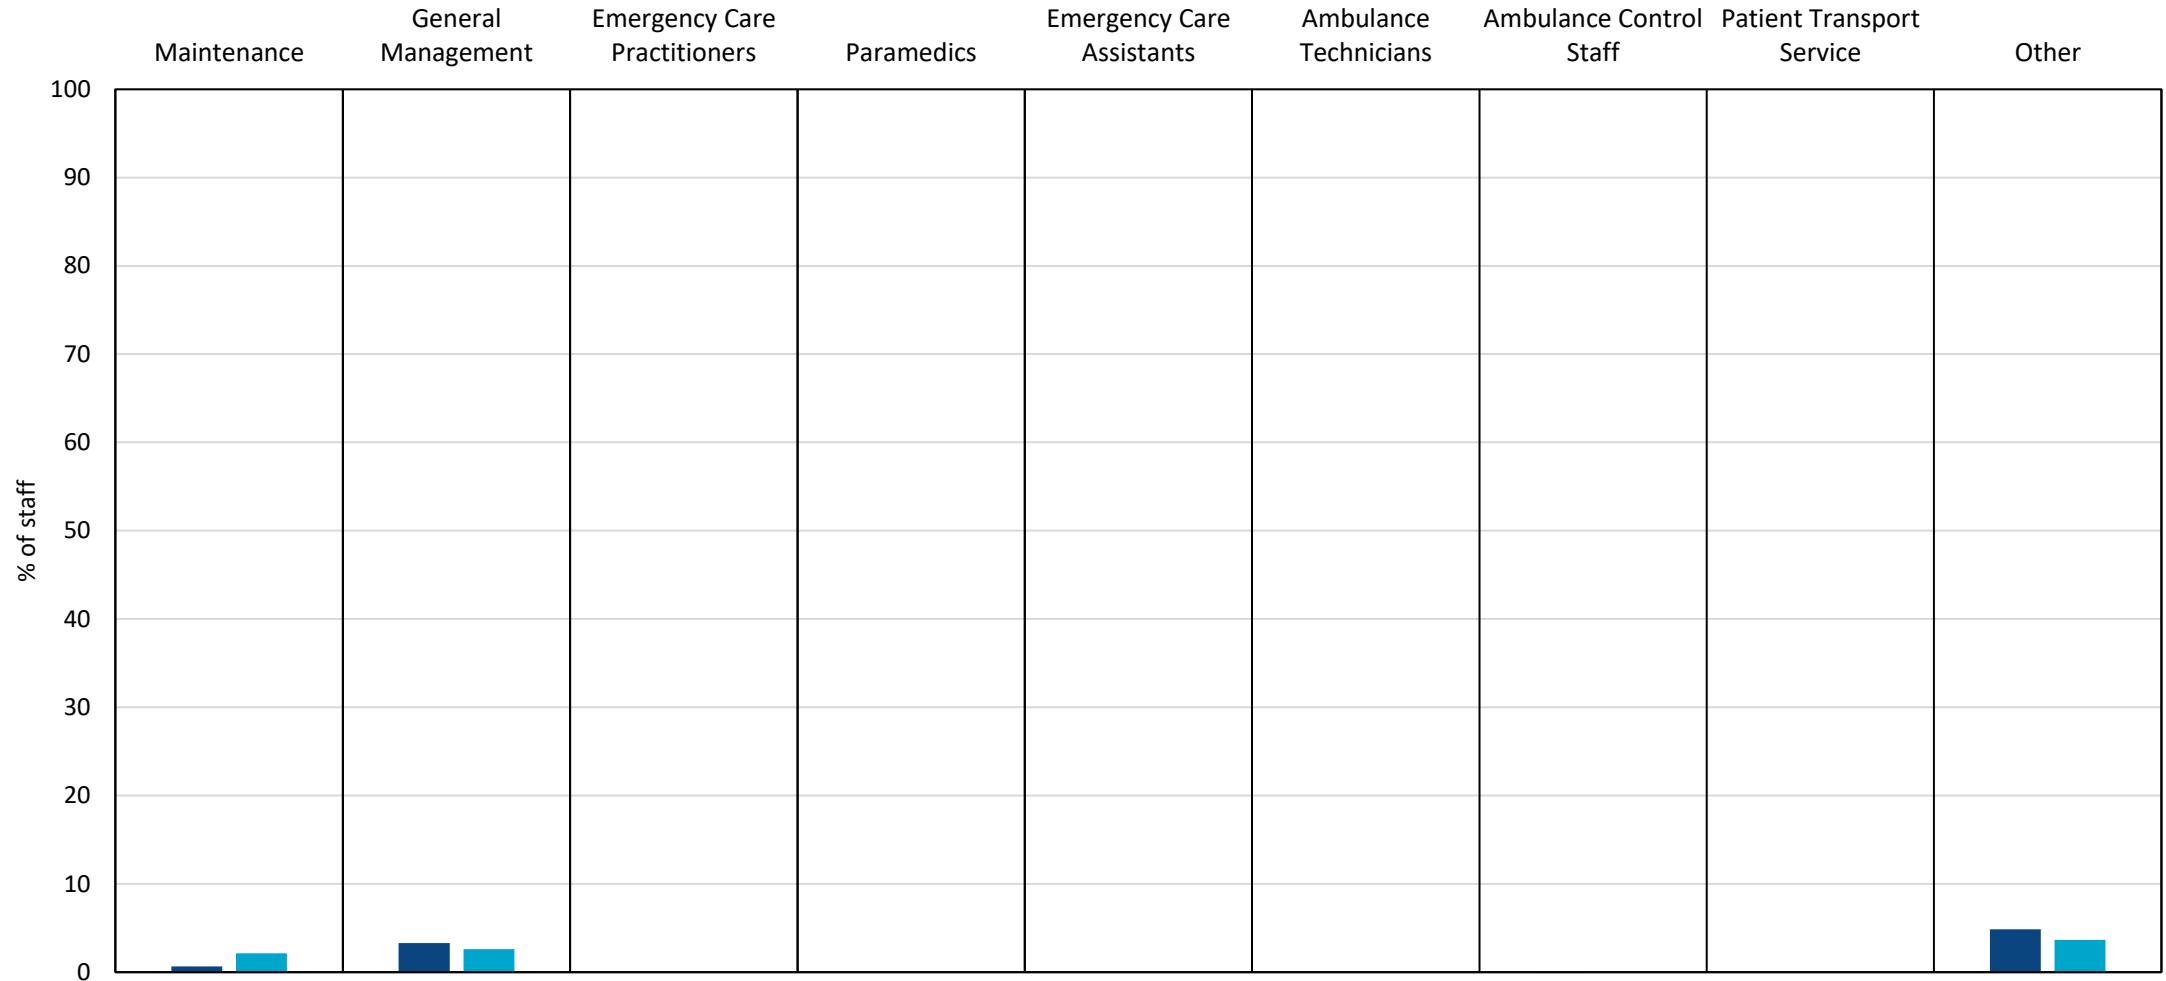 Maintenance
General
Management
Emergency Care
Practitioners
Paramedics
Emergency Care
Assistants
Ambulance
Technicians
Ambulance Control
Staff
Patient Transport
Service
Other
% of staff
100
90
80
70
60
50
40
30
20
10
0